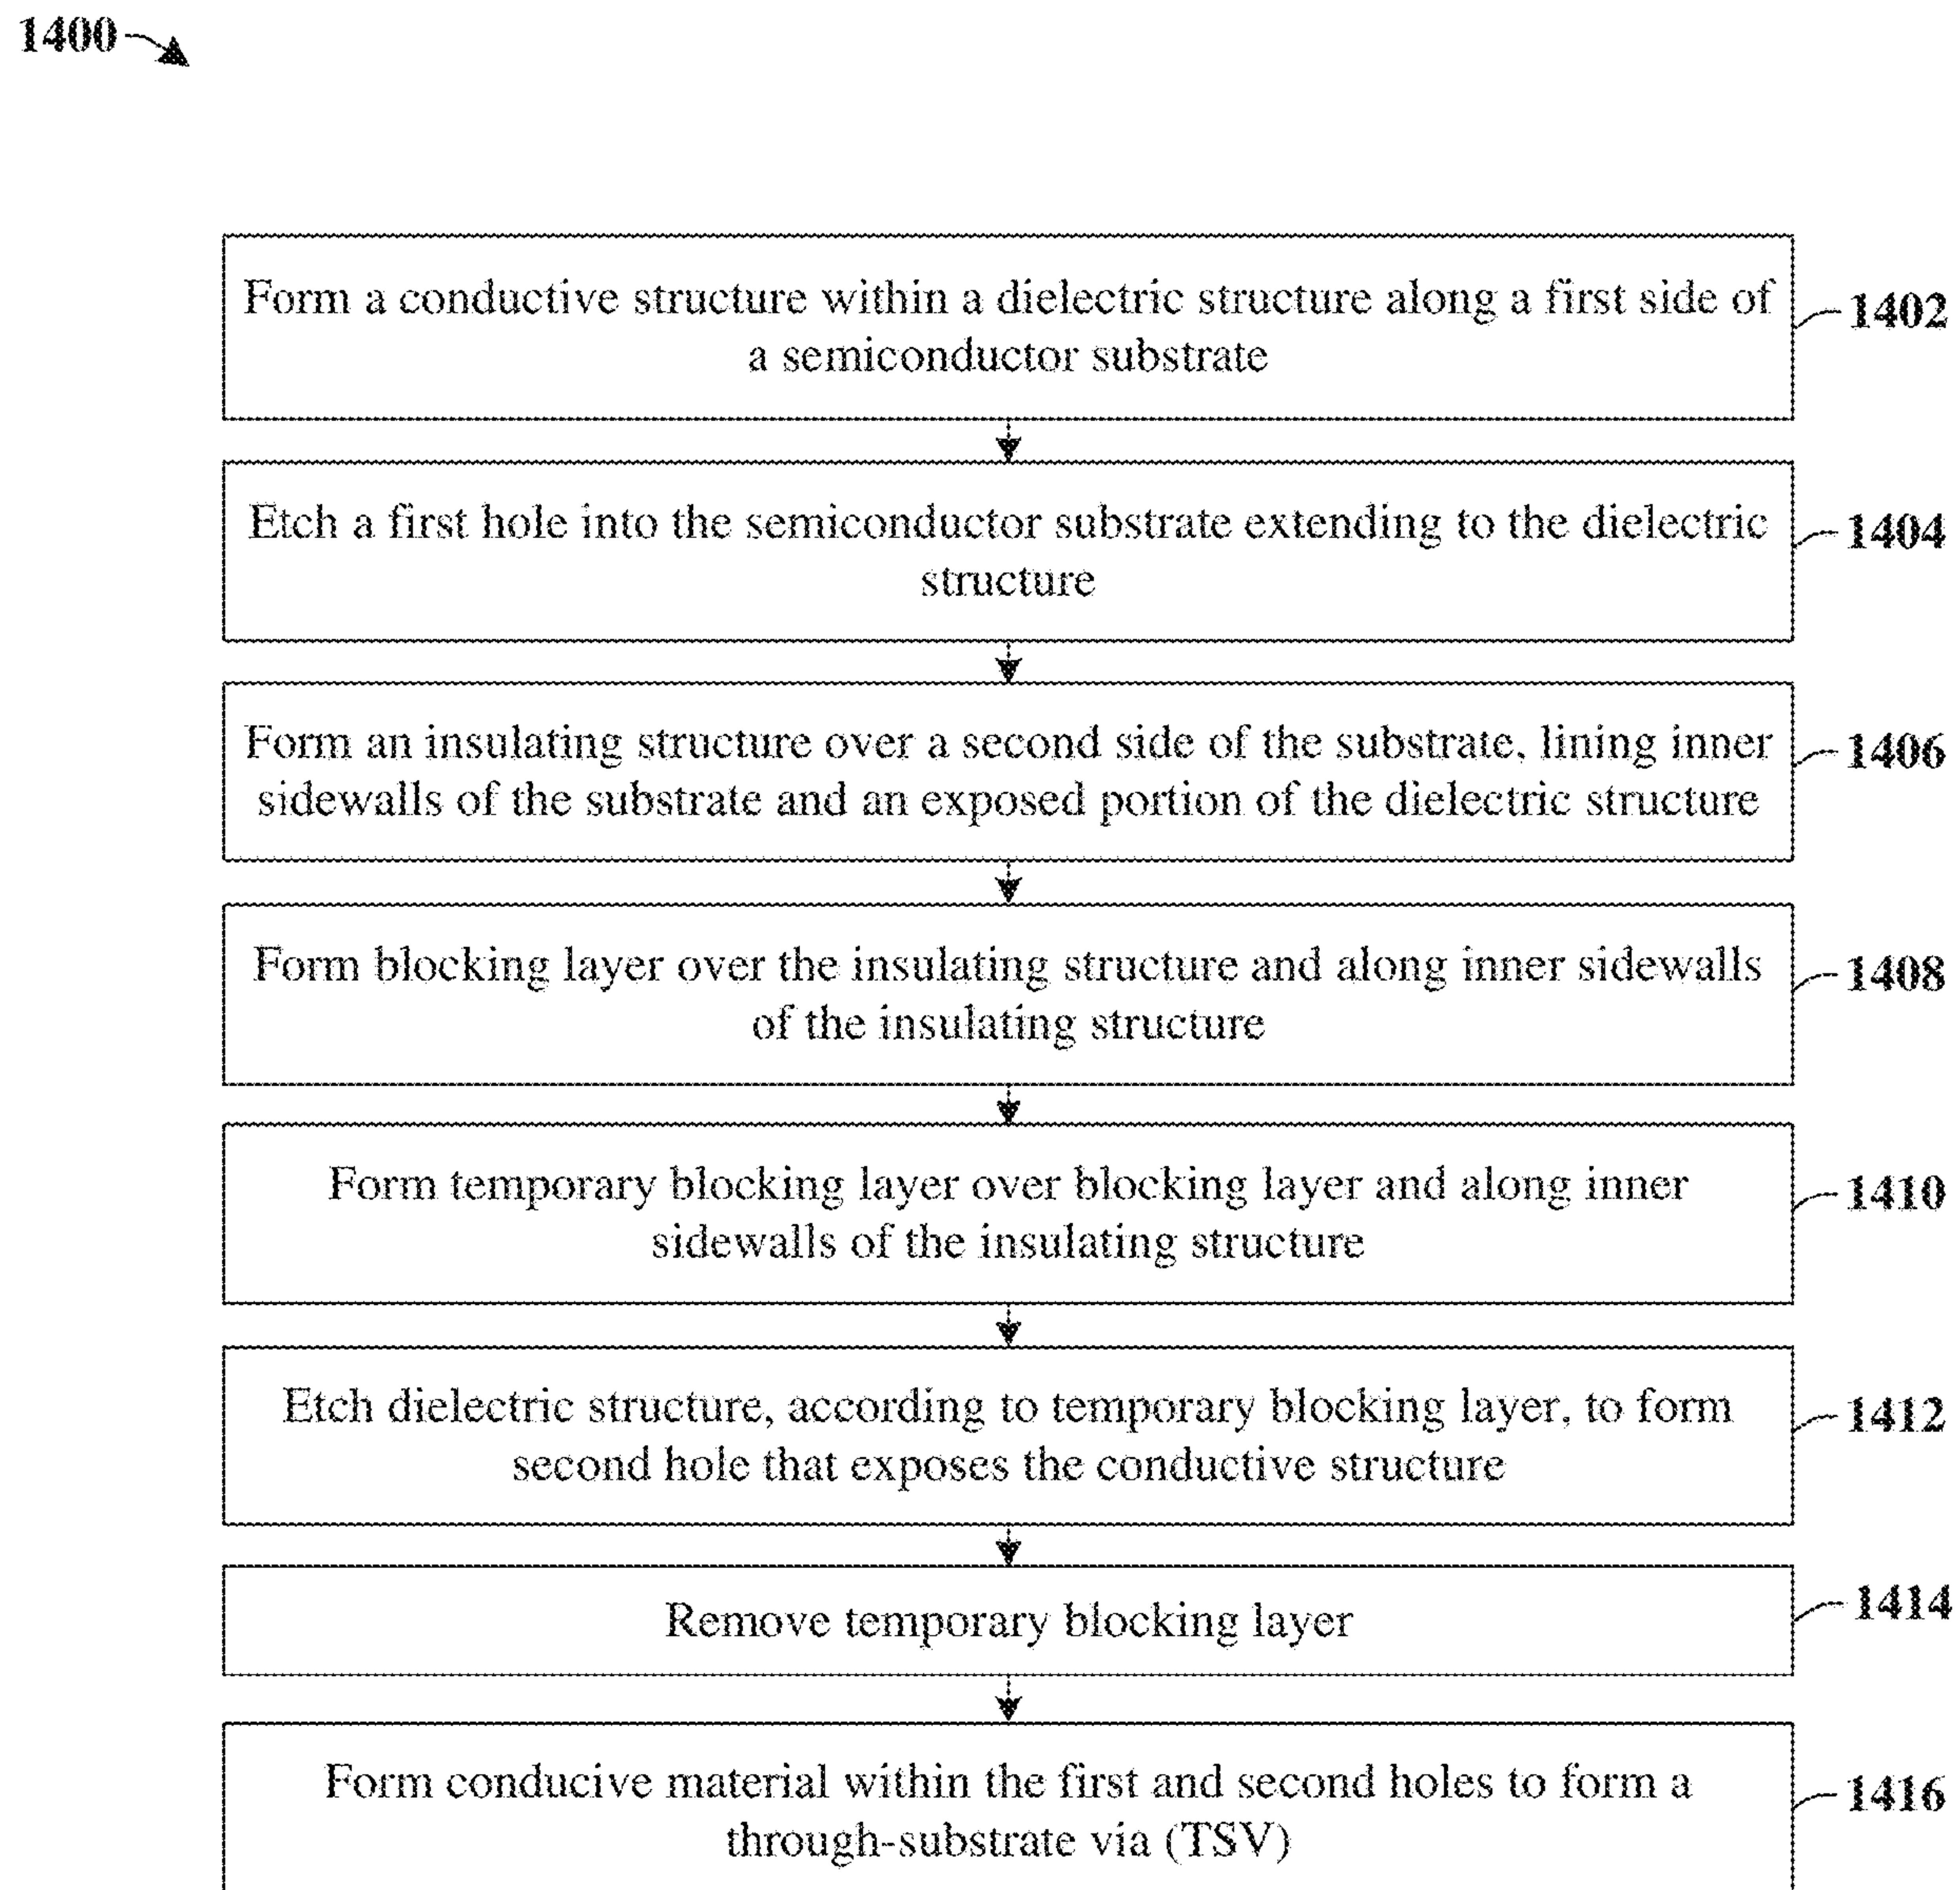 1400
Form a conductive structure within a dielectric structure along a first side of
a semiconductor substrate
1402
Etch a first hole into the semiconductor substrate extending to the dielectric
structure
1404
Form an insulating structure over a second side of the substrate, lining inner
sidewalls of the substrate and an exposed portion of the dielectric structure
1406
Form blocking layer over the insulating structure and along inner sidewalls
of the insulating structure
1408
Form temporary blocking layer over blocking layer and along inner
sidewalls of the insulating structure
1410
Etch dielectric structure, according to temporary blocking layer, to form
second hole that exposes the conductive structure
1412
Remove temporary blocking layer
1414
Form conducive material within the first and second holes to form a
through-substrate via (TSV)
1416